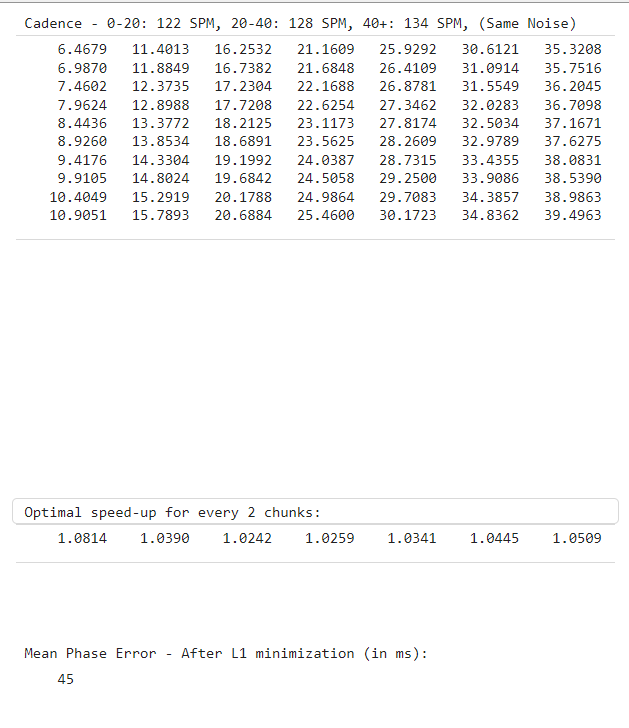 Cadence - 0-20: 122 SPM, 20-40: 128 SPM, 40+: 134 SPM, (Same Noise)
6.4679 11.4013 16.2532 21.1609 25.9292 30.6121 35.3208
6.9870 11.8849 16.7382 21.6848 26.4109 31.0914 35.7516
7.4602 12.3735 17.2304 22.1688 26.8781 31.5549 36.2045
7.9624 12.8988 17.7208 22.6254 27.3462 32.0283 36.7098
8.4436 13.3772 18.2125 23.1173 27.8174 32.5034 37.1671
8.9260 13.8534 18.6891 23.5625 28.2609 32.9789 37.6275
9.4176 14.3304 19.1992 24.0387 28.7315 33.4355 38.0831
9.9105 14.8024 19.6842 24.5058 29.2500 33.9086 38.5390
10.4049 15.2919 20.1788 24.9864 29.7083 34.3857 38.9863
10.9051 15.7893 20.6884 25.4600 30.1723 34.8362 39.4963
Optimal speed-up for every 2 chunks:
1.0814 1.0390 1.0242 1.0259 1.0341 1.0445 1.0509
Mean Phase Error - After L1 minimization (in ms):
45